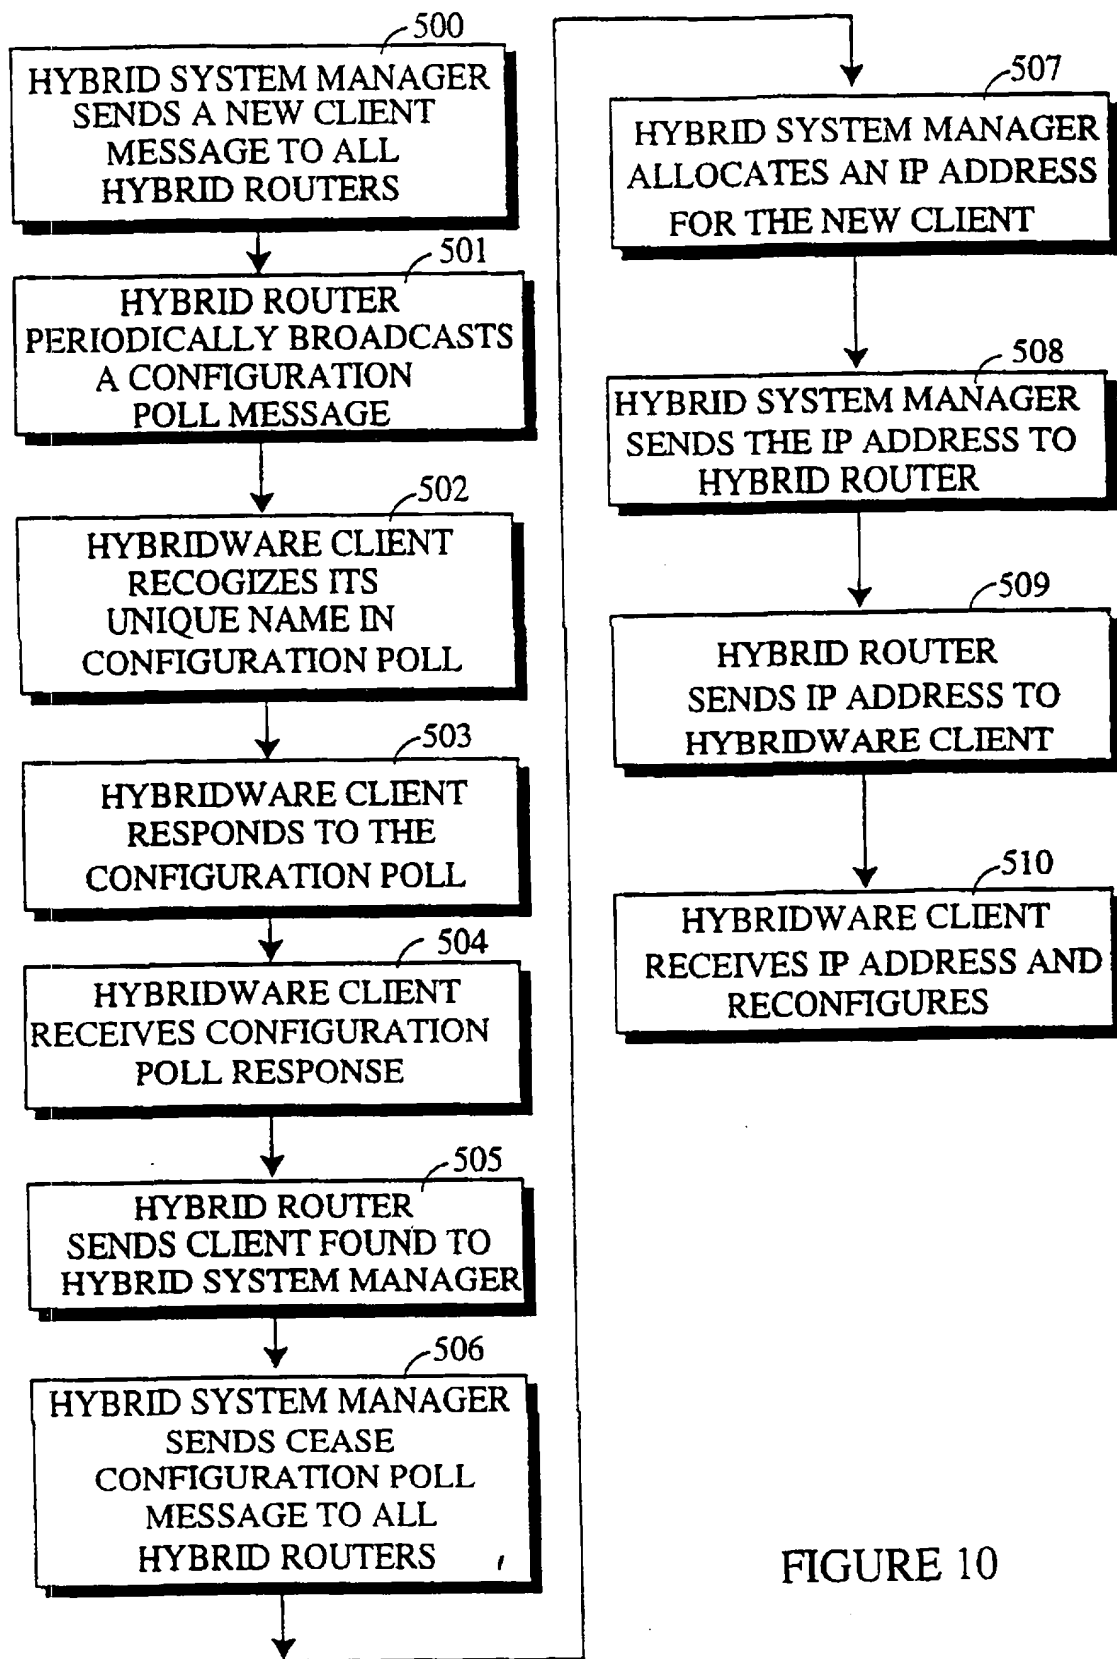 500
HYBRID SYSTEM MANAGER
SENDS A NEW CLIENT
MESSAGE TO ALL
HYBRID ROUTERS
501
HYBRID ROUTER
PERIODICALLY BROADCASTS
A CONFIGURATION
POLL MESSAGE
502
HYBRIDWARE CLIENT
RECOGIZES ITS
UNIQUE NAME IN
CONFIGURATION POLL
503
HYBRIDWARE CLIENT
RESPONDS TO THE
CONFIGURATION POLL
504
HYBRIDWARE CLIENT
RECEIVES CONFIGURATION
POLL RESPONSE
505
HYBRID ROUTER
SENDS CLIENT FOUND TO
HYBRID SYSTEM MANAGER
506
HYBRID SYSTEM MANAGER
SENDS CEASE
CONFIGURATION POLL
MESSAGE TO ALL
HYBRID ROUTERS
507
HYBRID SYSTEM MANAGER
ALLOCATES AN IP ADDRESS
FOR THE NEW CLIENT
508
HYBRID SYSTEM MANAGER
SENDS THE IP ADDRESS TO
HYBRID ROUTER
509
HYBRID ROUTER
SENDS IP ADDRESS TO
HYBRIDWARE CLIENT
510
HYBRIDWARE CLIENT
RECEIVES IP ADDRESS AND
RECONFIGURES
FIGURE 10